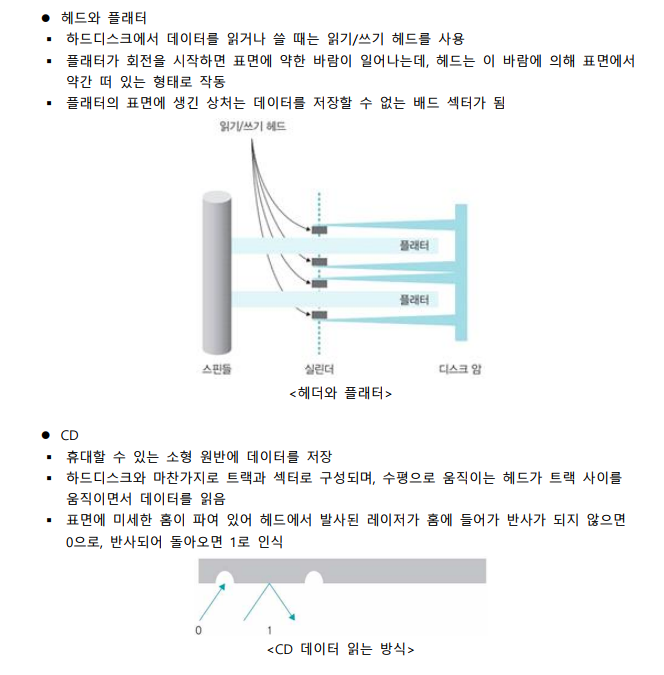 ● 헤드와 플래터
▪ 하드디스크에서 데이터를 읽거나 쓸 때는 읽기/쓰기 헤드를 사용
▪ 플래터가 회전을 시작하면 표면에 약한 바람이 일어나는데, 헤드는 이 바람에 의해 표면에서
약간 떠 있는 형태로 작동
▪ 플래터의 표면에 생긴 상처는 데이터를 저장할 수 없는 배드 섹터가 됨
읽기/쓰기 헤드
플래터
플래터
스핀들 실린더 디스크 암
<헤더와 플래터>
● CD
▪ 휴대할 수 있는 소형 원반에 데이터를 저장
▪ 하드디스크와 마찬가지로 트랙과 섹터로 구성되며, 수평으로 움직이는 헤드가 트랙 사이를
움직이면서 데이터를 읽음
▪ 표면에 미세한 홈이 파여 있어 헤드에서 발사된 레이저가 홈에 들어가 반사가 되지 않으면
0으로, 반사되어 돌아오면 1로 인식
0 1
<CD 데이터 읽는 방식>